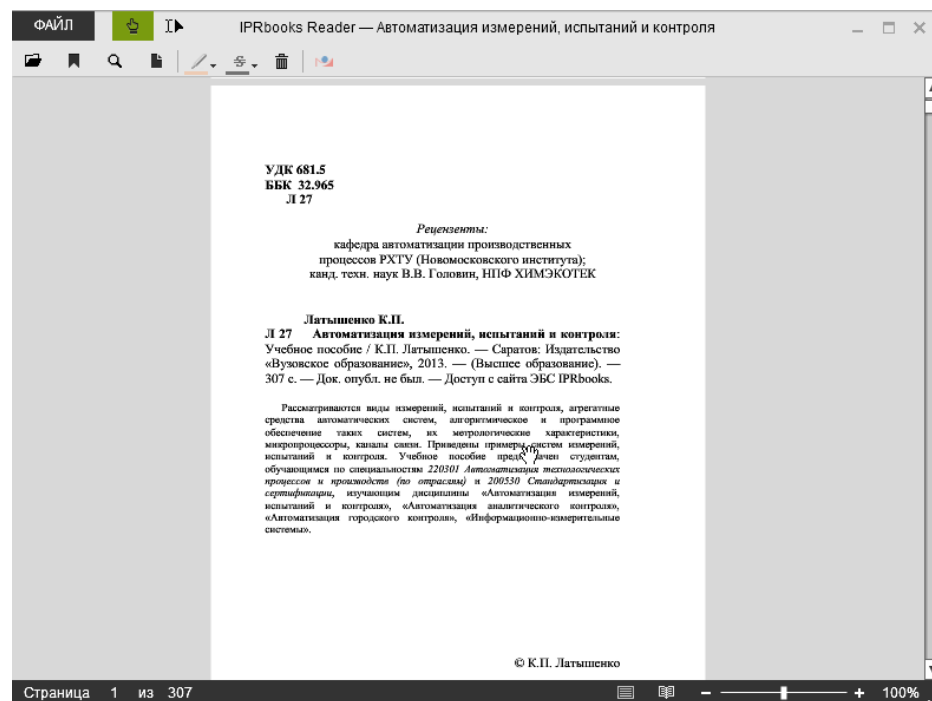 ФАЙЛ
IPRbooks Reader — Автоматизация измерений, испытаний и контроля
УДК 681.5
ББК 32.965
Л 27
Рецензенты:
кафедра автоматизации производственных
процессов РХТУ (Новомосковского института);
канд. техн. наук В.В. Головин, НПФ ХИМЭКОТЕК
Латышенко К.П.
Л 27 Автоматизация измерений, испытаний и контроля:
Учебное пособие / К.П. Латышенко. — Саратов: Издательство
«Вузовское образование», 2013. — (Высшее образование). —
307 с. — Док. опубл. не был. — Доступ с сайта ЭБС IPRbooks.
Рассматриваются виды измерений, испытаний и контроля, агрегатные
средства автоматических систем, алгоритмическое и программное
обеспечение таких систем, их метрологические характеристики,
микропроцессоры, каналы связи. Приведены примеры систем измерений,
испытаний и контроля. Учебное пособие студентам,
обучающимся по специальностям 220301 Автоматизация технологических
процессов и производств (по отраслям) и 200530 Стандартизация и
сертификации, изучающим дисциплины «Автоматизация измерений,
испытаний и контроля», «Автоматизация аналитического контроля»,
«Автоматизация городского контроля», «Информационно-измерительные
системы».
© К.П. Латышенко
Страница 1 из 307
100%